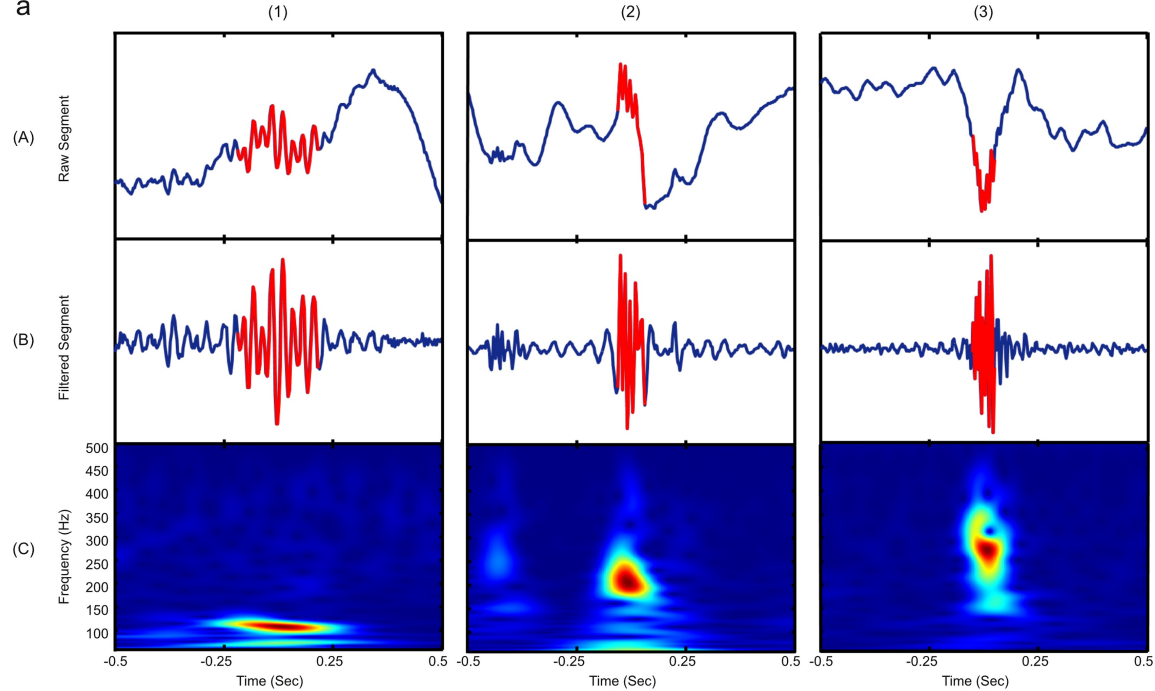 a
(1) (2) (3)
(A) Raw Segment
(B) Filtered Segment
(C) Frequency (Hz)
500
450
400
350
300
250
200
150
100
-0.5 -0.25 0.25 0.5 -0.5 -0.25 0.25 0.5 -0.5 -0.25 0.25 0.5
Time (Sec) Time (Sec) Time (Sec)